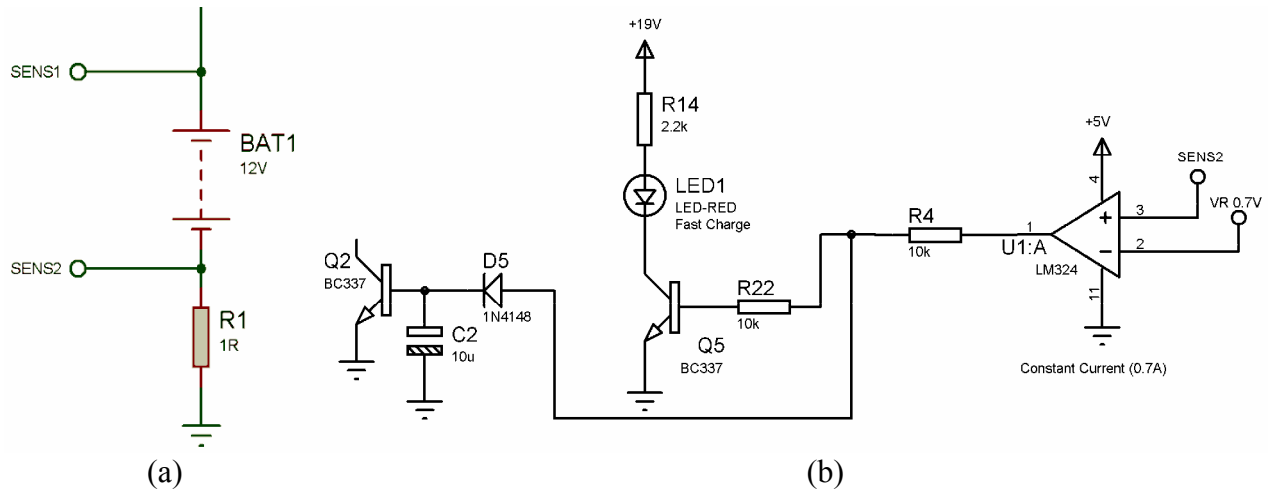 SENS1
BAT1
12V
SENS2
R1
1R
(a)
+19V
R14
2.2k
LED1
LED-RED
Fast Charge
Q2
BC337
D5
1N4148
C2
10u
R22
10k
Q5
BC337
R4
10k
+5V
4
SENS2
VR 0.7V
1
+
3
-
2
U1:A
LM324
11
Constant Current (0.7A)
(b)